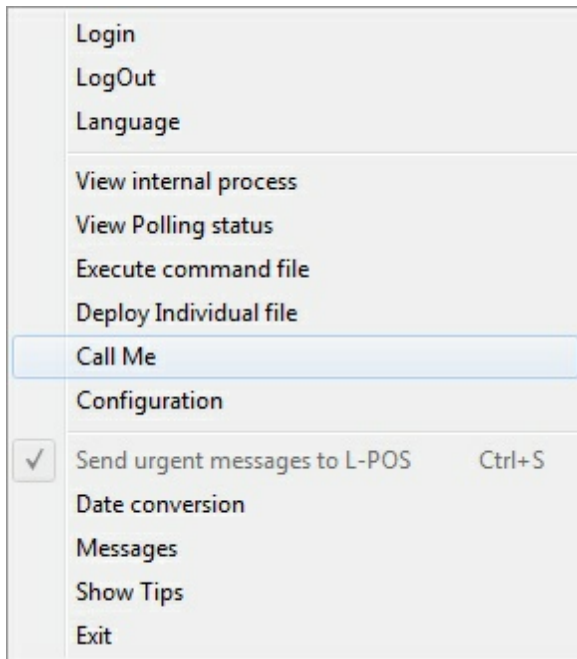 Login
LogOut
Language
View internal process
View Polling status
Execute command file
Deploy Individual file
Call Me
Configuration
Send urgent messages to L-POS Ctrl+S
Date conversion
Messages
Show Tips
Exit